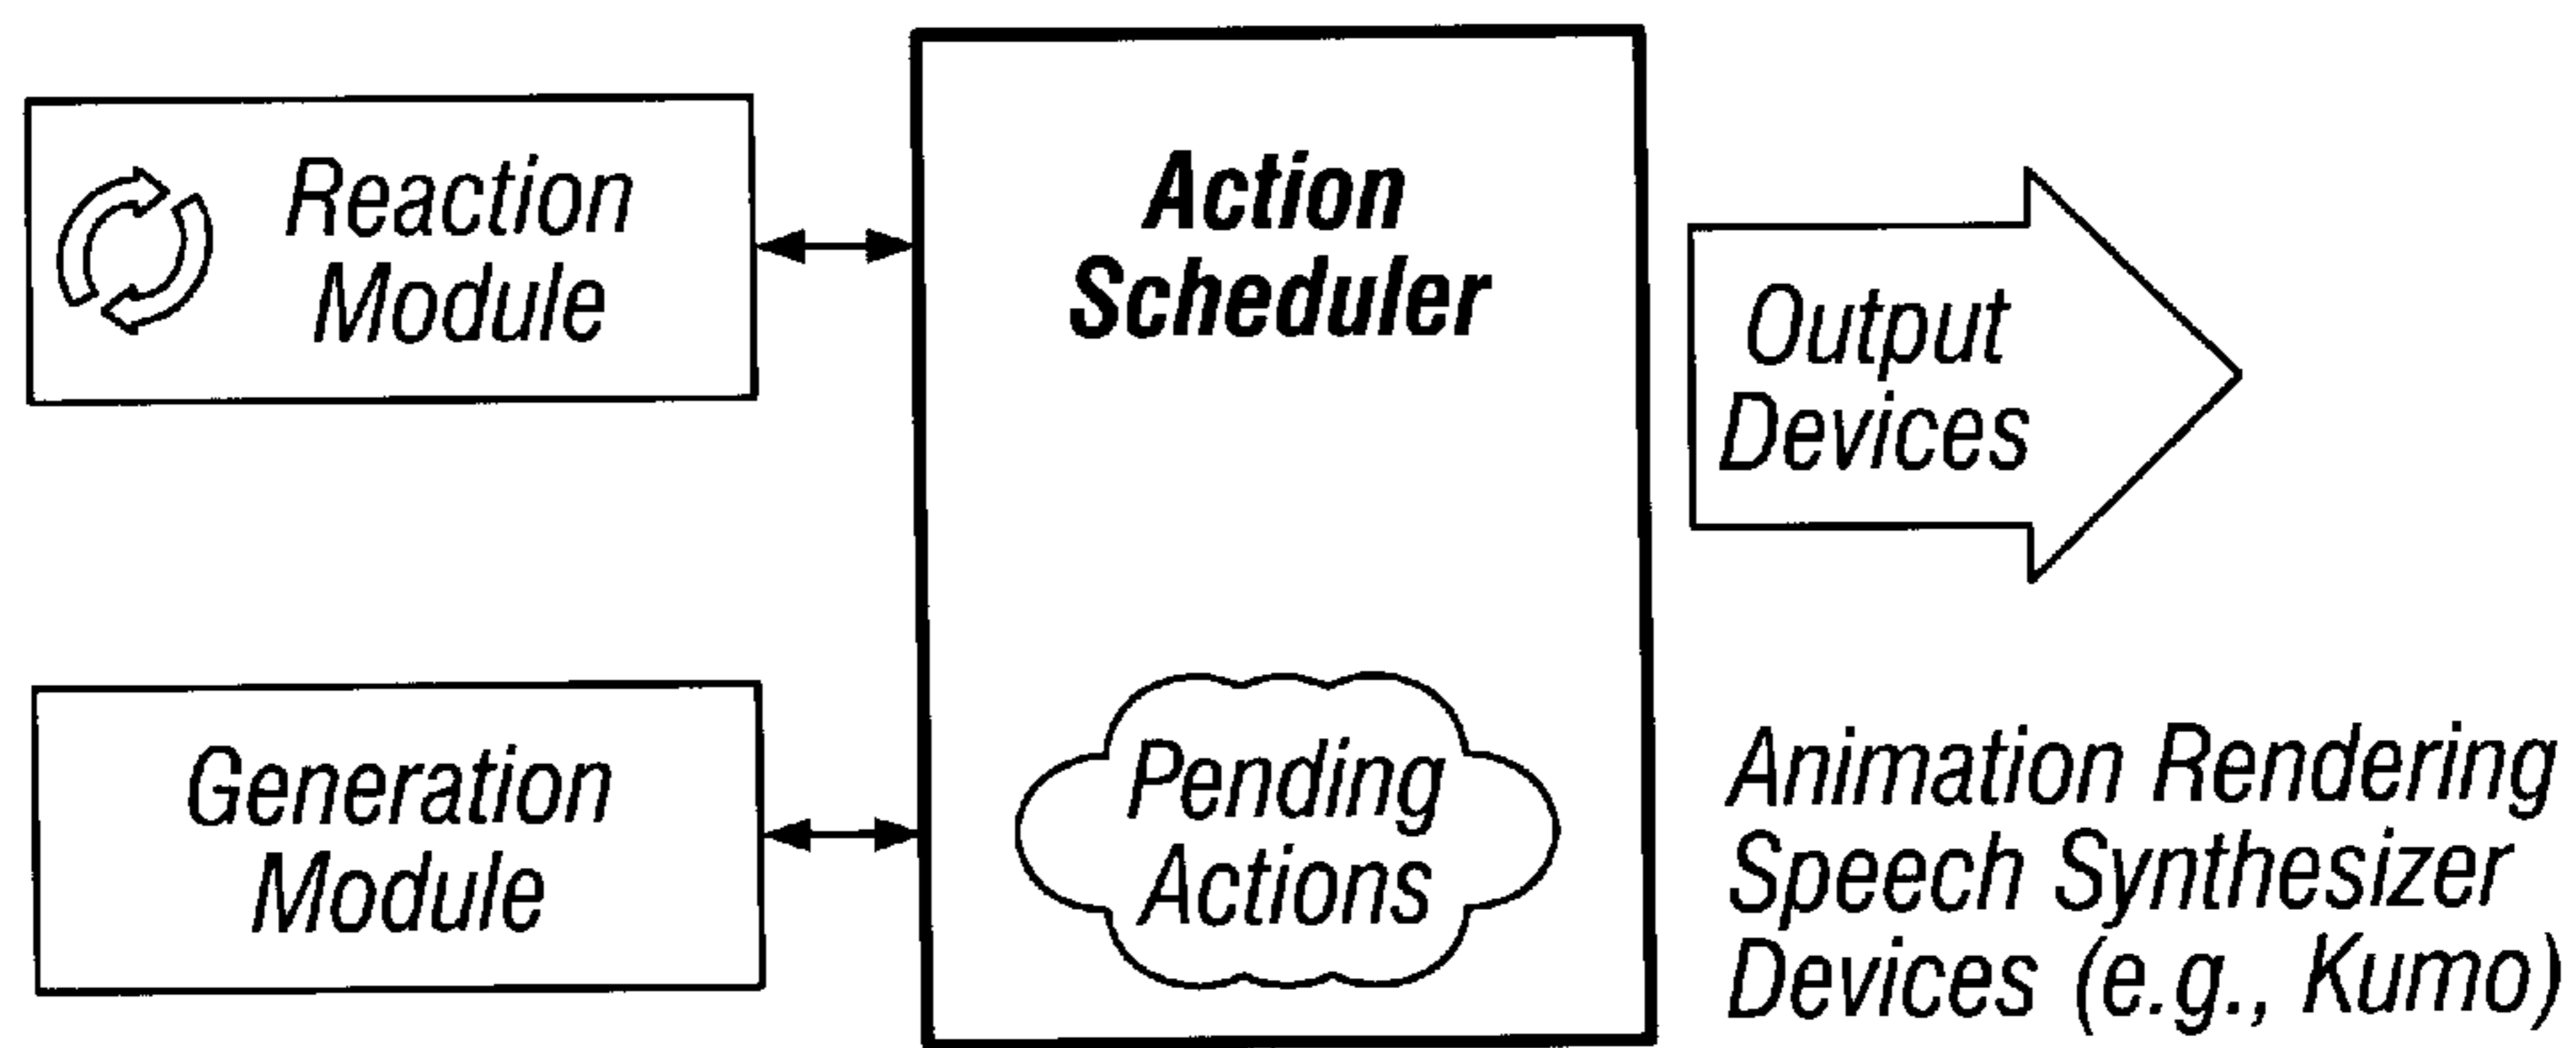 Reaction
Module
Action
Scheduler
Output
Devices
Generation
Module
Pending
Actions
Animation Rendering
Speech Synthesizer
Devices (e.g., Kumo)